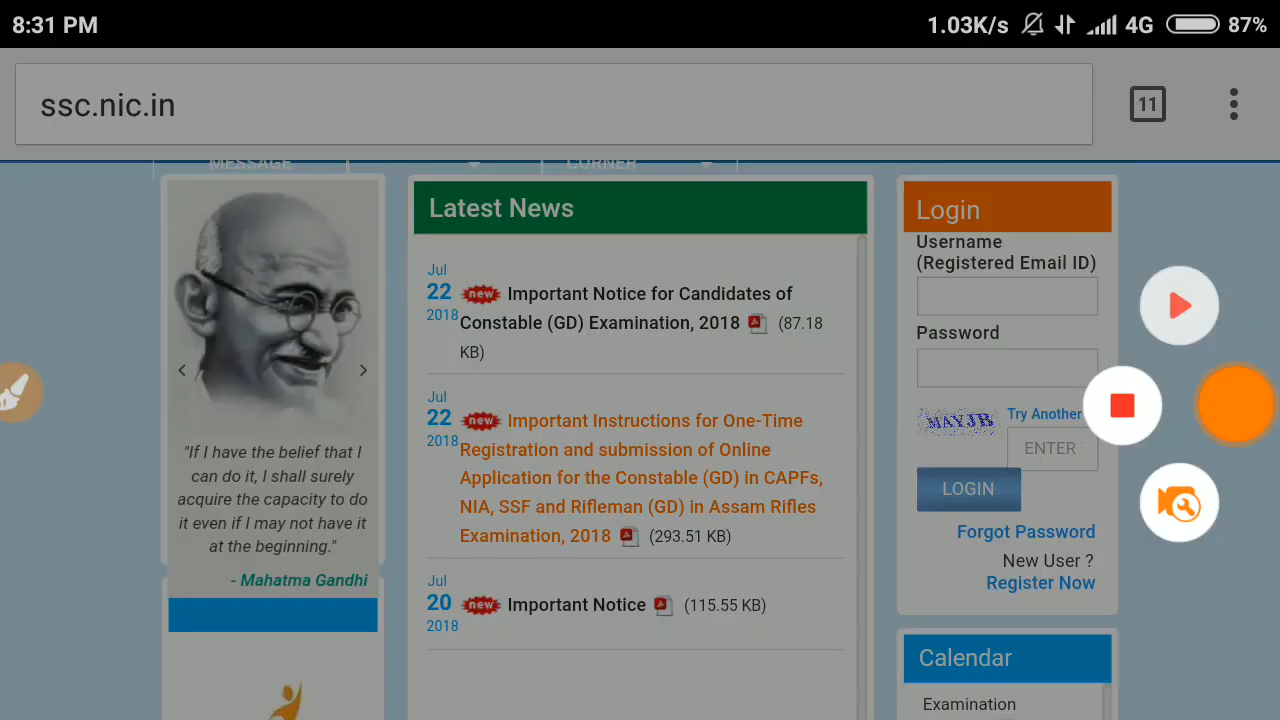 8:31 PM 1.03K/s 4G 87%
ssc.nic.in 11
MESSAGE CORNER
"If I have the belief that I
can do it, I shall surely
acquire the capacity to do
it even if I may not have it
at the beginning."
- Mahatma Gandhi
Latest News
Jul
22
2018
new Important Notice for Candidates of
Constable (GD) Examination, 2018 (87.18
KB)
Jul
22
2018
new Important Instructions for One-Time
Registration and submission of Online
Application for the Constable (GD) in CAPFs,
NIA, SSF and Rifleman (GD) in Assam Rifles
Examination, 2018 (293.51 KB)
Jul
20
2018
new Important Notice (115.55 KB)
Login
Username
(Registered Email ID)
Password
MAYJB Try Another
ENTER
LOGIN
Forgot Password
New User ?
Register Now
Calendar
Examination